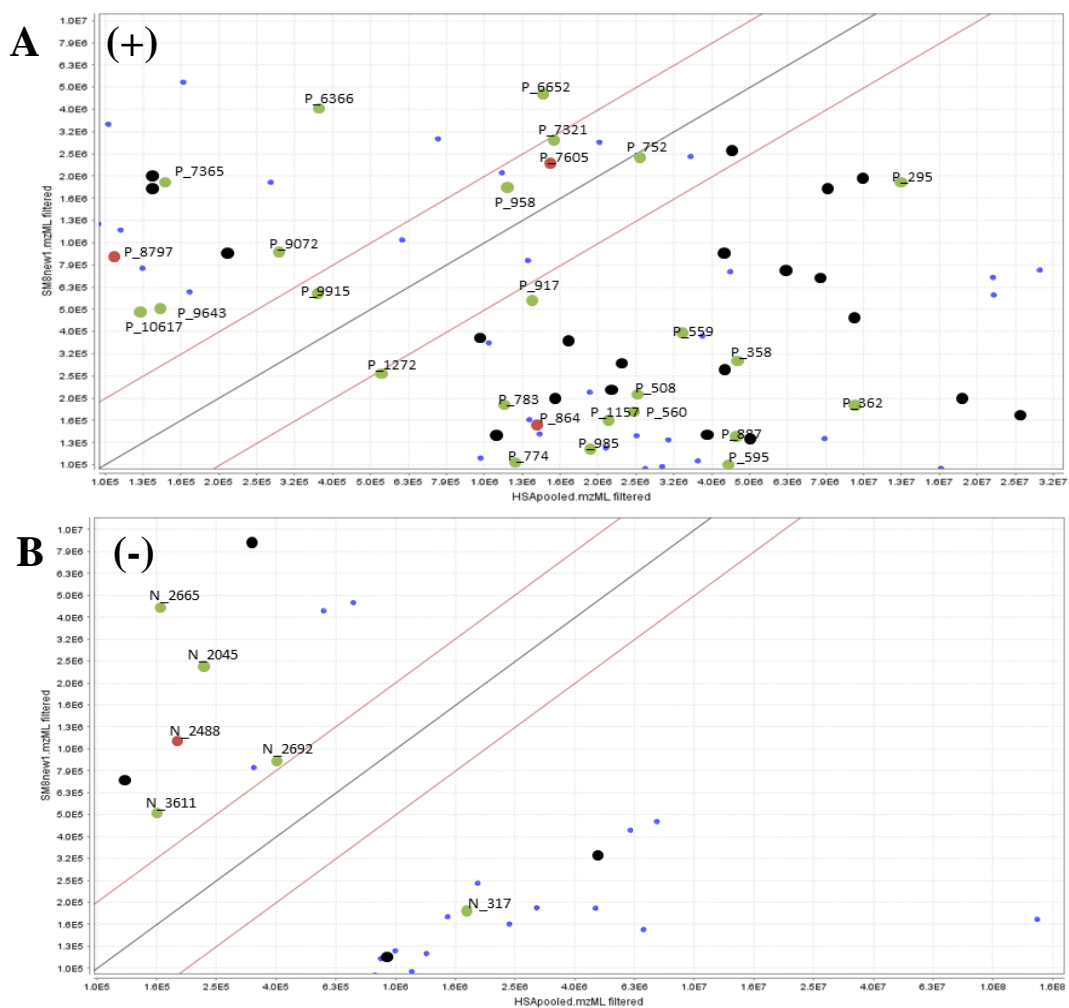 A
(+)
1.0E7
7.9E6
6.3E6
5.0E6
4.0E6
3.2E6
2.5E6
2.0E6
1.6E6
1.3E6
1.0E6
7.9E5
6.3E5
5.0E5
4.0E5
3.2E5
2.5E5
2.0E5
1.6E5
1.3E5
1.0E5
SM8new1.mzML filtered
P_6366
P_6652
P_7321
P_7605
P_752
P_7365
P_958
P_295
P_8797
P_9072
P_9915
P_917
P_9643
P_10617
P_559
P_1272
P_358
P_783
P_508
P_864
P_1157
P_560
P_362
P_985
P_887
P_774
P_595
1.0E5 1.3E5 1.6E5 2.0E5 2.5E5 3.2E5 4.0E5 5.0E5 6.3E5 7.9E5 1.0E6 1.3E6 1.6E6 2.0E6 2.5E6 3.2E6 4.0E6 5.0E6 6.3E6 7.0E6 1.0E7 1.3E7 1.6E7 2.0E7 2.5E7 3.2E7
HSApooled.mzML filtered
B
(-)
1.0E7
7.9E6
6.3E6
5.0E6
4.0E6
3.2E6
2.5E6
2.0E6
1.6E6
1.3E6
1.0E6
7.9E5
6.3E5
5.0E5
4.0E5
3.2E5
2.5E5
2.0E5
1.6E5
1.3E5
1.0E5
SM8new1.mzML filtered
N_2665
N_2045
N_2488
N_2692
N_3611
N_317
1.0E5 1.6E5 2.5E5 4.0E5 6.3E5 1.0E6 1.6E6 2.5E6 4.0E6 6.3E6 1.0E7 1.6E7 2.5E7 4.0E7 6.3E7 1.0E8 1.6E8
HSApooled.mzML filtered